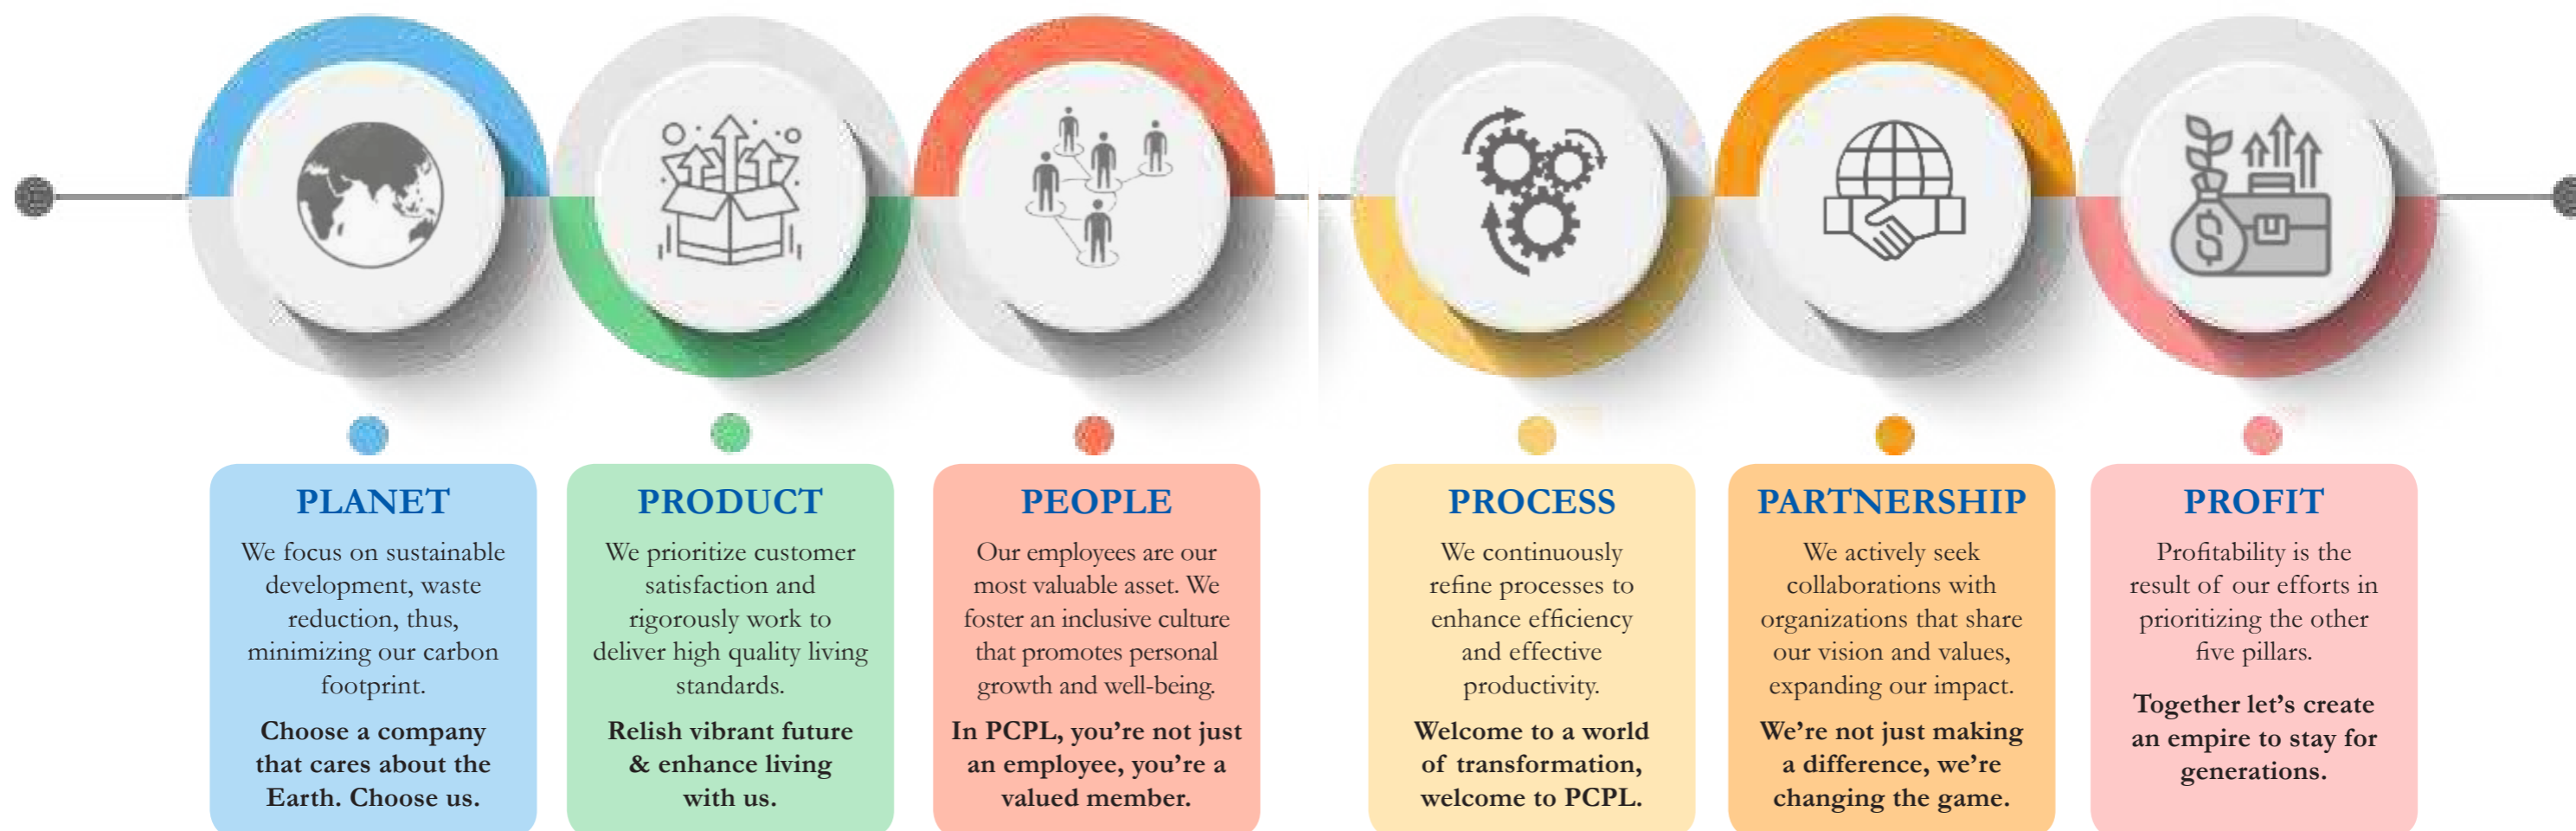 PLANET
We focus on sustainable
development, waste
reduction, thus,
minimizing our carbon
footprint.
Choose a company
that cares about the
Earth. Choose us.
PRODUCT
We prioritize customer
satisfaction and
rigorously work to
deliver high quality living
standards.
Relish vibrant future
& enhance living
with us.
PEOPLE
Our employees are our
most valuable asset. We
foster an inclusive culture
that promotes personal
growth and well-being.
In PCPL, you’re not just
an employee, you’re a
valued member.
PROCESS
We continuously
refine processes to
enhance efficiency
and effective
productivity.
Welcome to a world
of transformation,
welcome to PCPL.
PARTNERSHIP
We actively seek
collaborations with
organizations that share
our vision and values,
expanding our impact.
We’re not just making
a difference, we’re
changing the game.
PROFIT
Profitability is the
result of our efforts in
prioritizing the other
five pillars.
Together let’s create
an empire to stay for
generations.
$